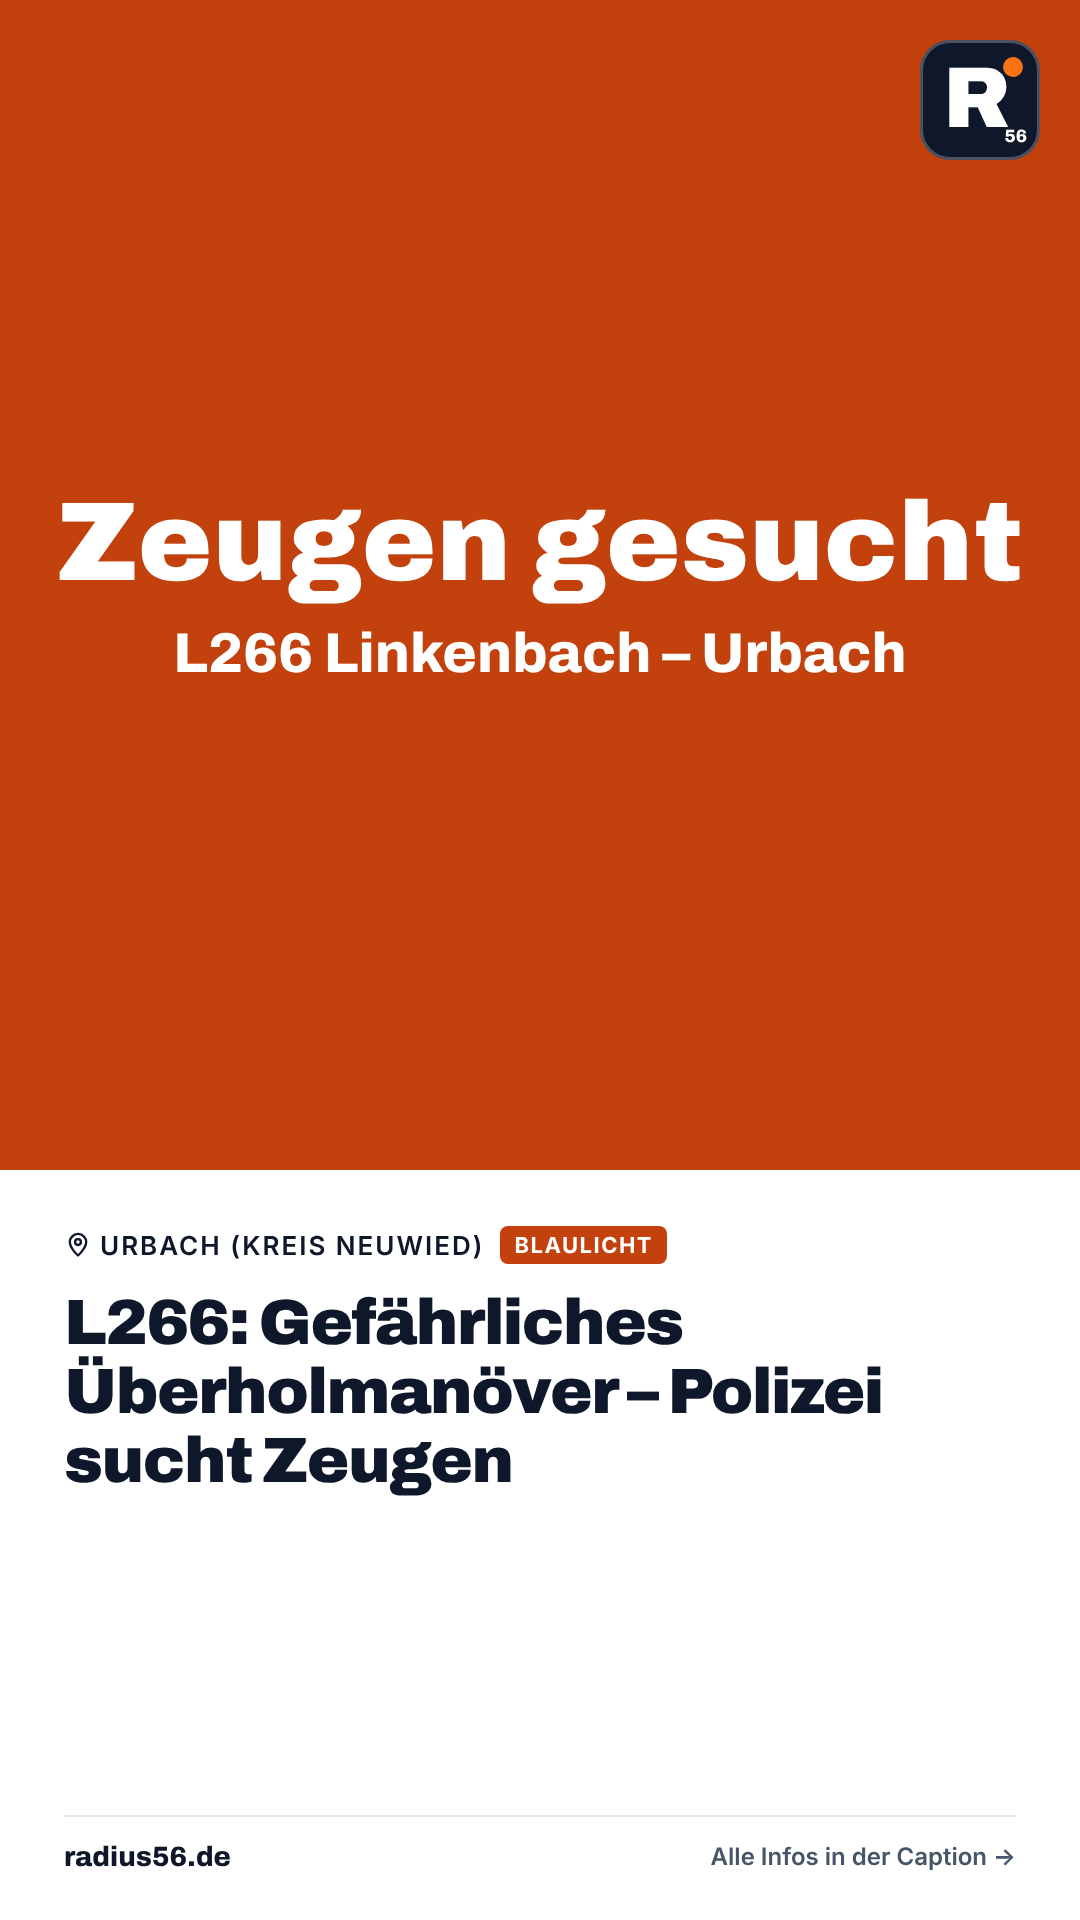 R
56
Zeugen gesucht
L266 Linkenbach – Urbach
URBACH (KREIS NEUWIED) BLAULICHT
L266: Gefährliches
Überholmanöver – Polizei
sucht Zeugen
radius56.de Alle Infos in der Caption →